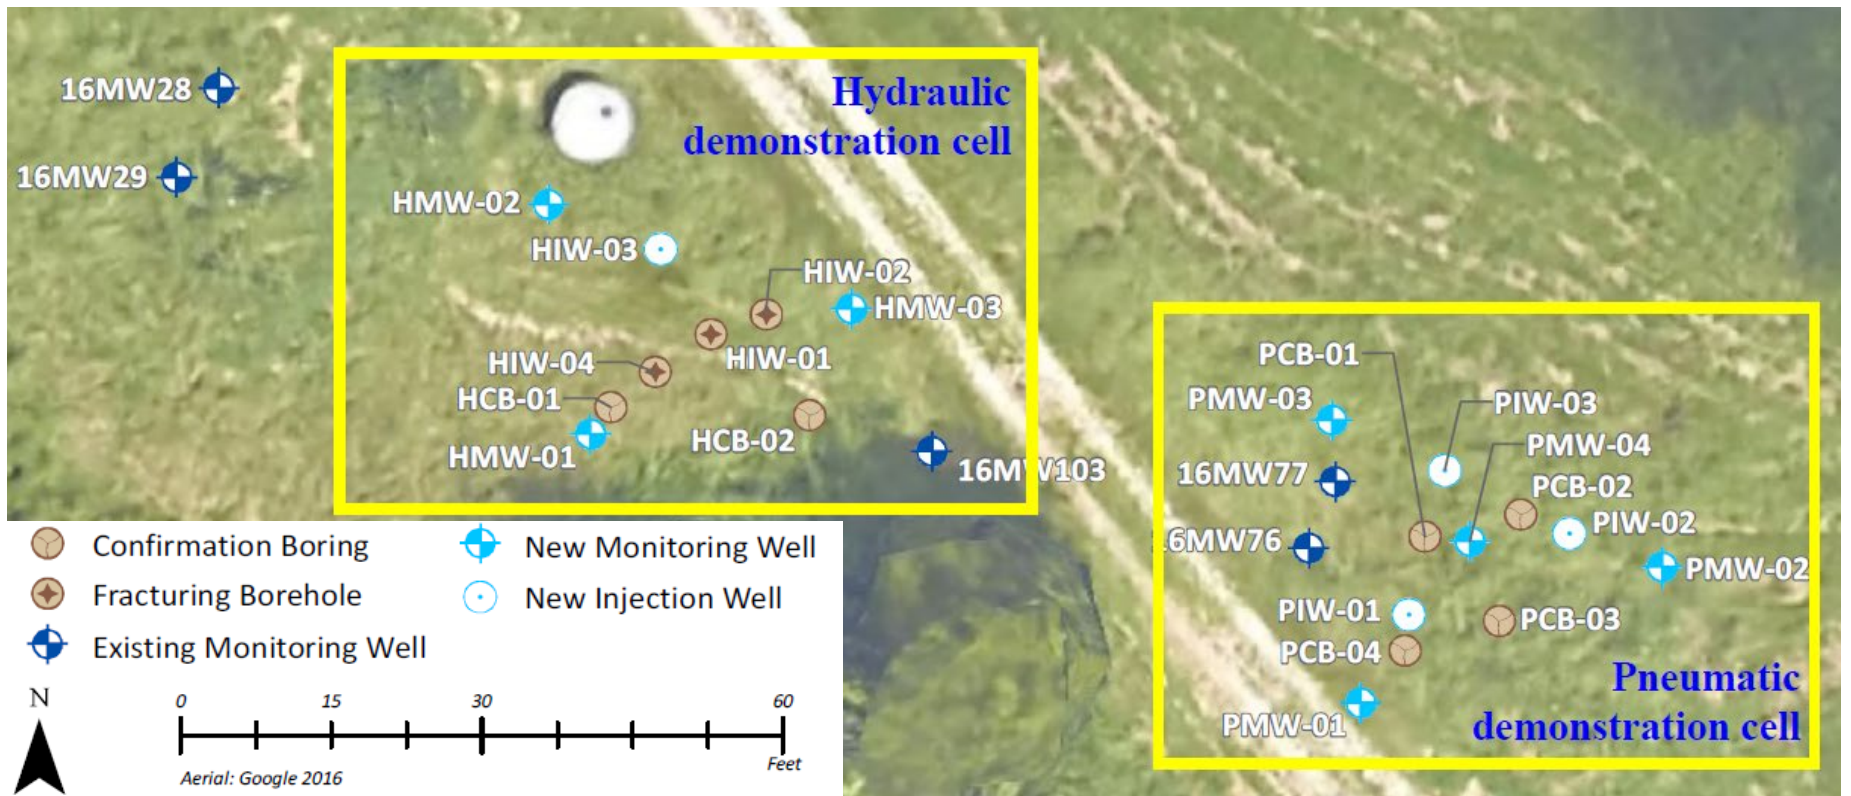 16MW28
16MW29
Hydraulic
demonstration cell
HMW-02
HIW-03
HIW-02
HMW-03
HIW-01
HIW-04
HCB-01
HMW-01
HCB-02
16MW103
PCB-01
PMW-03
PIW-03
PMW-04
16MW77
PCB-02
PIW-02
6MW76
PMW-02
PIW-01
PCB-03
PCB-04
PMW-01
Pneumatic
demonstration cell
Confirmation Boring
Fracturing Borehole
Existing Monitoring Well
New Monitoring Well
New Injection Well
N
0 15 30 60
Feet
Aerial: Google 2016